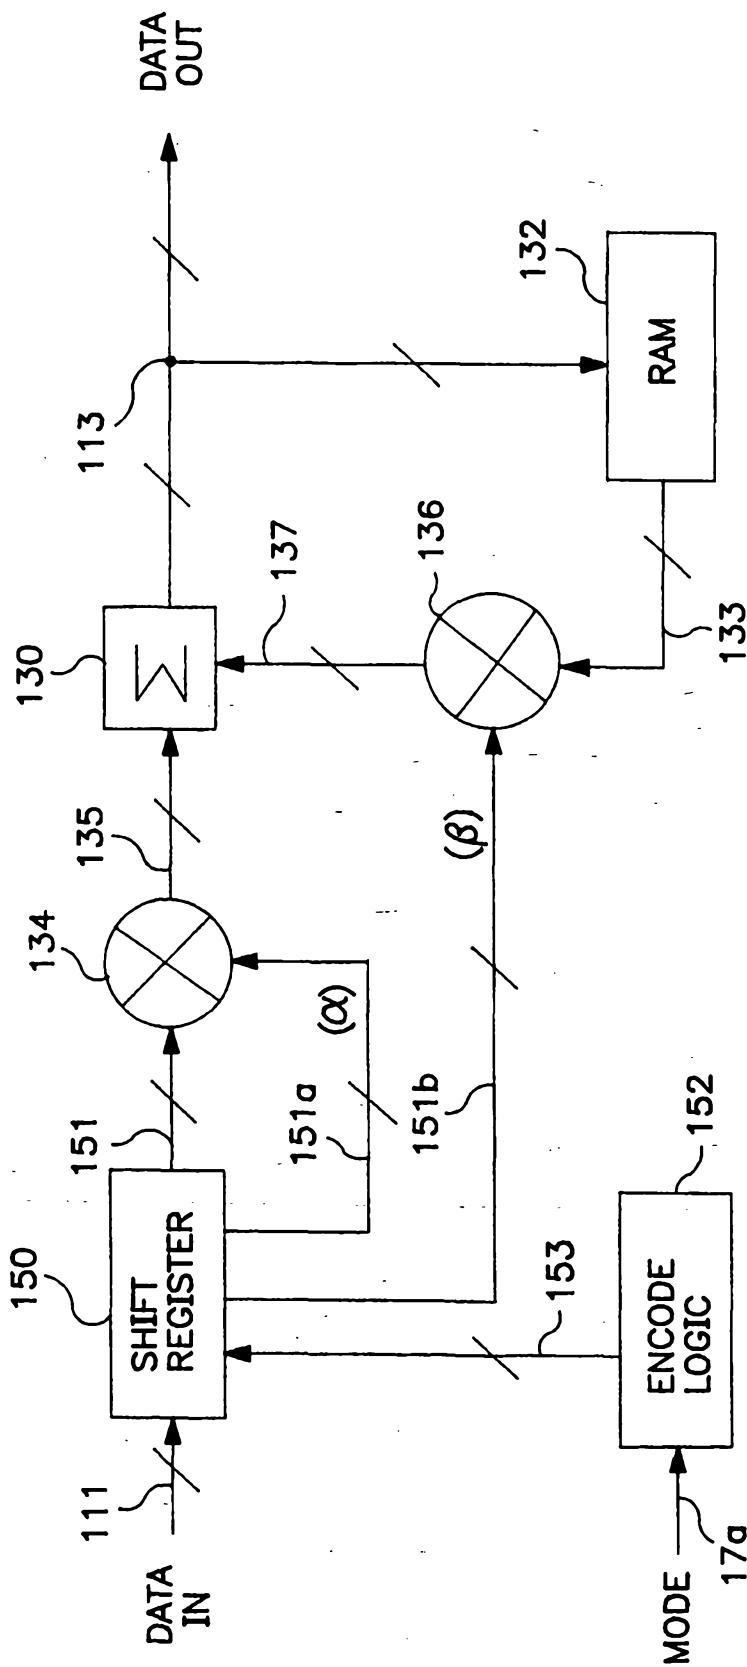 DATA
OUT
113
132
RAM
130
Σ
137
136
133
135
134
(β)
(α)
151
151a
151b
152
150
SHIFT
REGISTER
153
ENCODE
LOGIC
111
DATA
IN
MODE
17a